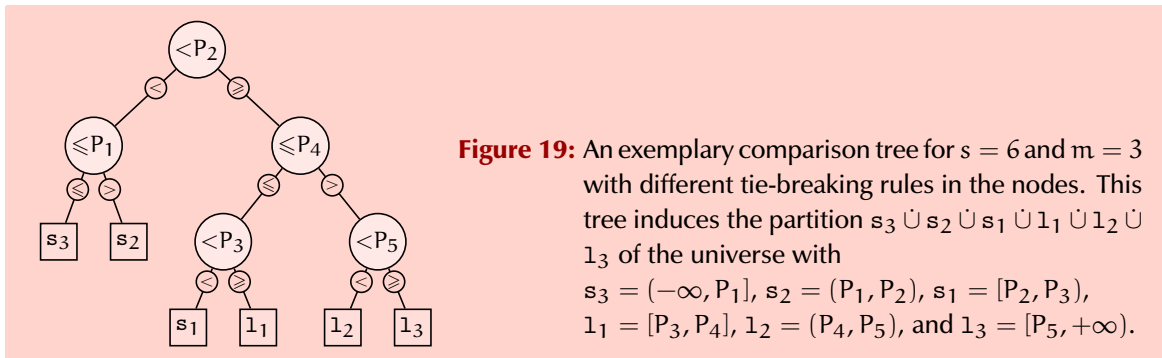 <P₂
< ⩾
⩽P₁ ⩽P₄
⩽ > ⩽ >
s₃ s₂ <P₃ <P₅
< ⩾ < ⩾
s₁ l₁ l₂ l₃
Figure 19: An exemplary comparison tree for s = 6 and m = 3
with different tie-breaking rules in the nodes. This
tree induces the partition s₃ ∪̇ s₂ ∪̇ s₁ ∪̇ l₁ ∪̇ l₂ ∪̇
l₃ of the universe with
s₃ = (−∞, P₁], s₂ = (P₁, P₂), s₁ = [P₂, P₃),
l₁ = [P₃, P₄], l₂ = (P₄, P₅), and l₃ = [P₅, +∞).